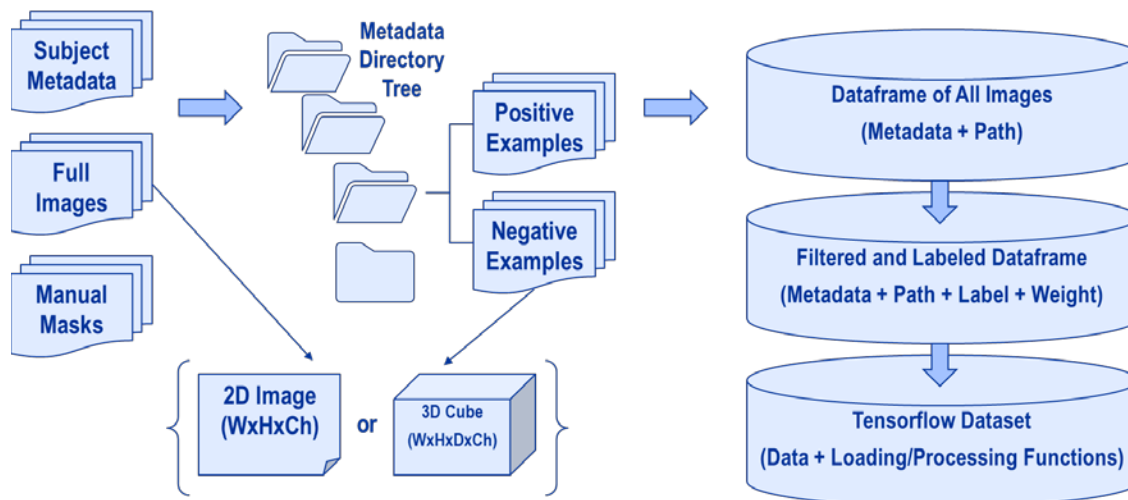 Subject
Metadata
Full
Images
Manual
Masks
Metadata
Directory
Tree
Positive
Examples
Negative
Examples
2D Image
(WxHxCh)
or
3D Cube
(WxHxDxCh)
Dataframe of All Images
(Metadata + Path)
Filtered and Labeled Dataframe
(Metadata + Path + Label + Weight)
Tensorflow Dataset
(Data + Loading/Processing Functions)